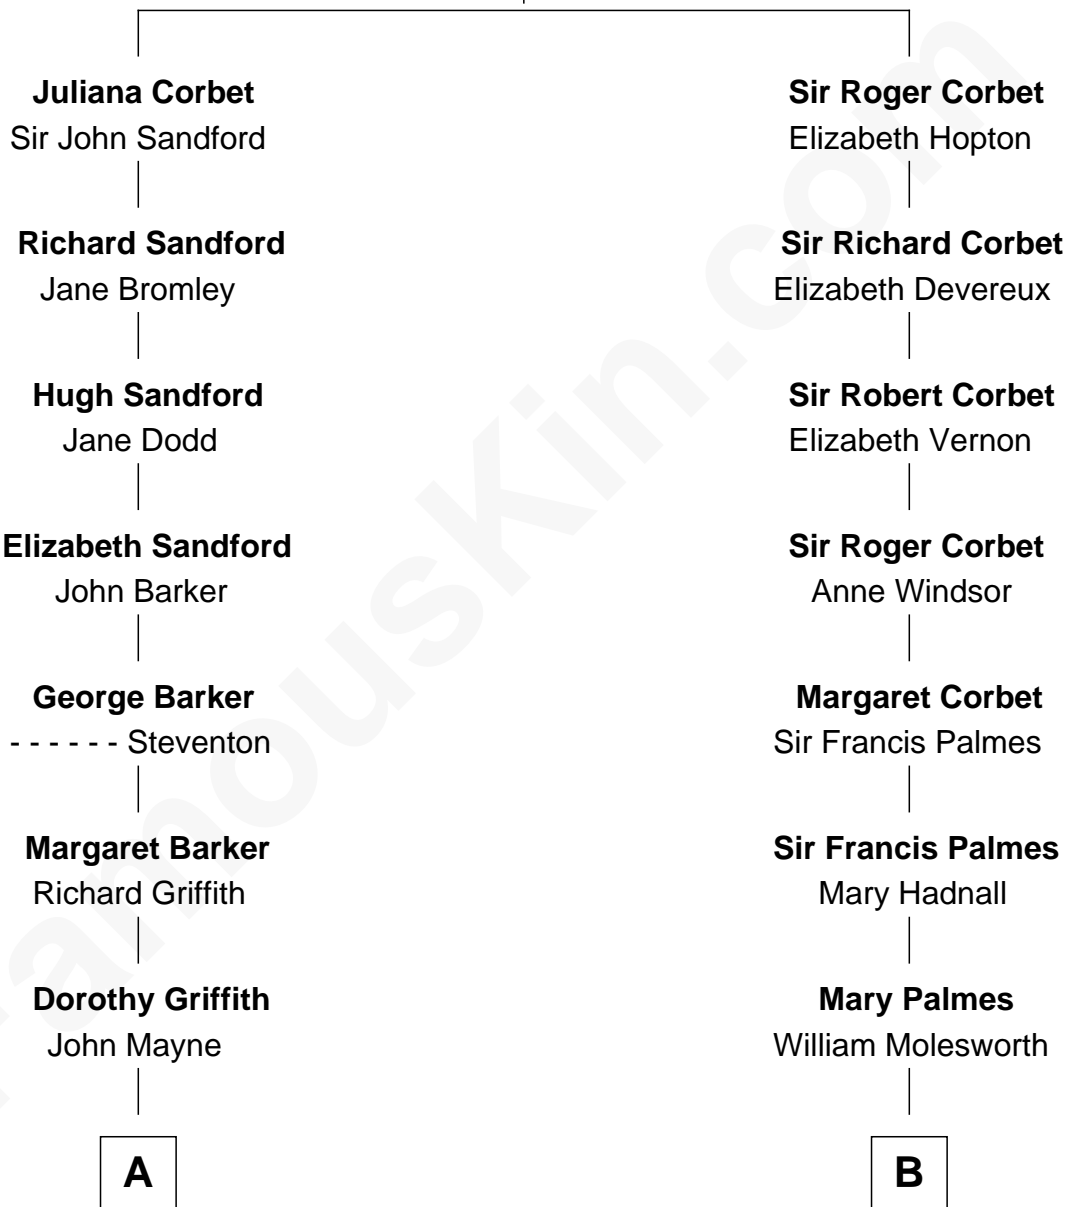 Juliana Corbet
Sir John Sandford
Richard Sandford
Jane Bromley
Hugh Sandford
Jane Dodd
Elizabeth Sandford
John Barker
George Barker
- - - - - - Steventon
Margaret Barker
Richard Griffith
Dorothy Griffith
John Mayne
A
Sir Roger Corbet
Elizabeth Hopton
Sir Richard Corbet
Elizabeth Devereux
Sir Robert Corbet
Elizabeth Vernon
Sir Roger Corbet
Anne Windsor
Margaret Corbet
Sir Francis Palmes
Sir Francis Palmes
Mary Hadnall
Mary Palmes
William Molesworth
B
FamousKin.com